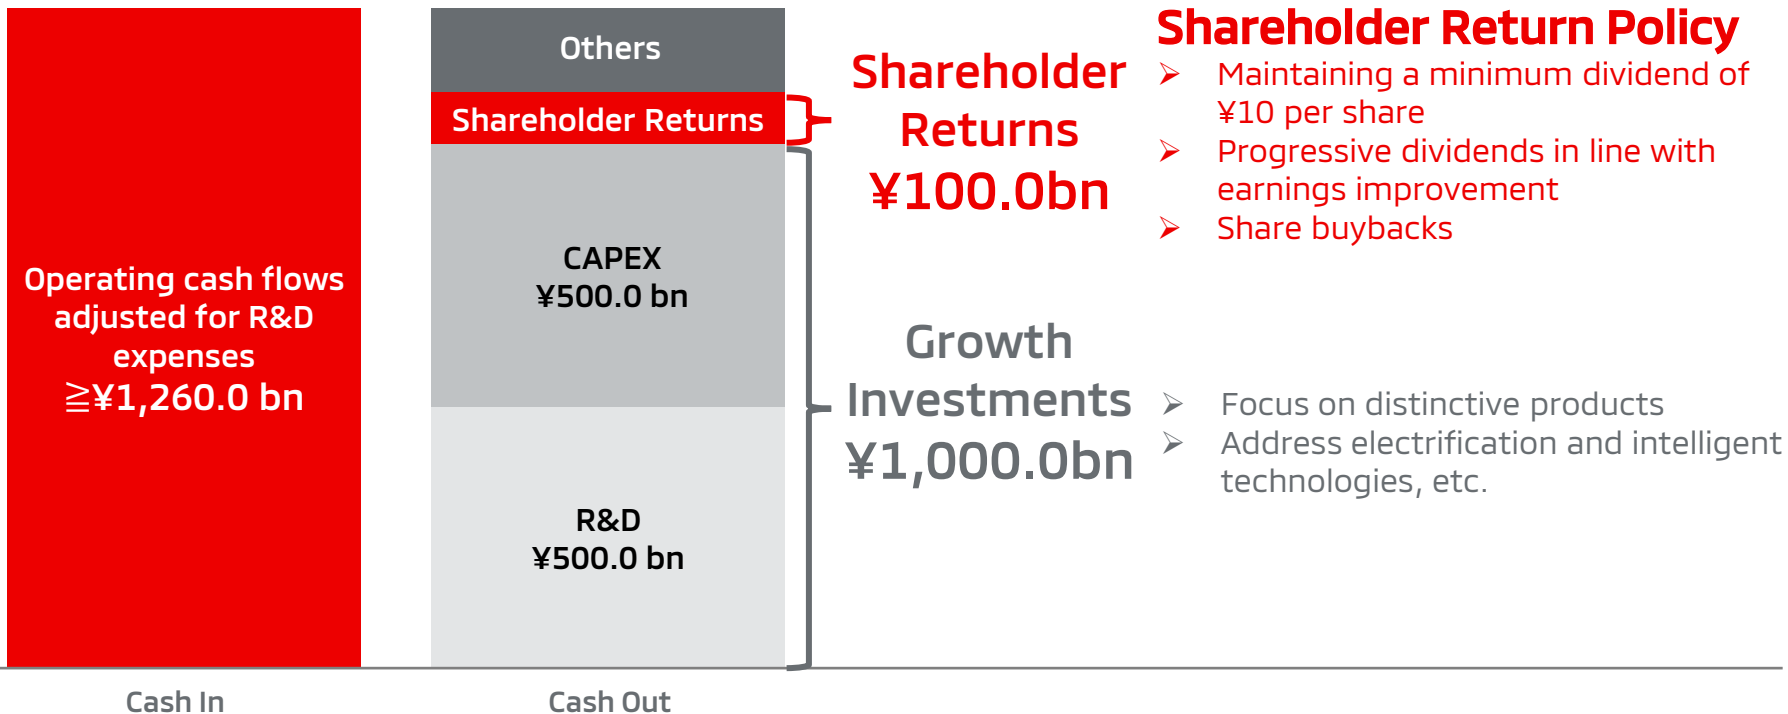 Operating cash flows
adjusted for R&D
expenses
≧¥1,260.0 bn
Cash In
Others
Shareholder Returns
CAPEX
¥500.0 bn
R&D
¥500.0 bn
Cash Out
Shareholder
Returns
¥100.0bn
Growth
Investments
¥1,000.0bn
Shareholder Return Policy
➢ Maintaining a minimum dividend of
¥10 per share
➢ Progressive dividends in line with
earnings improvement
➢ Share buybacks
➢ Focus on distinctive products
➢ Address electrification and intelligent
technologies, etc.